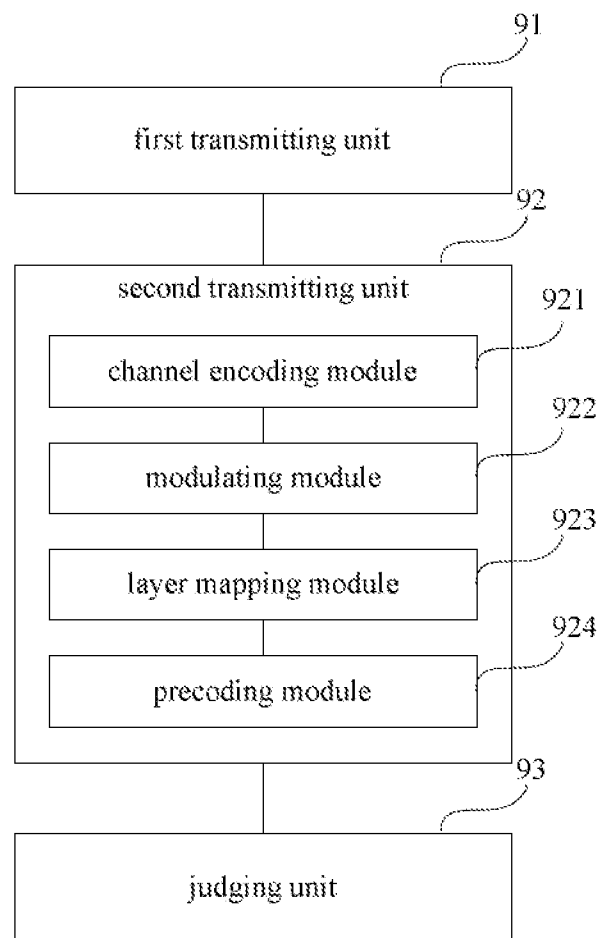 91
first transmitting unit
92
second transmitting unit
921
channel encoding module
922
modulating module
923
layer mapping module
924
precoding module
93
judging unit